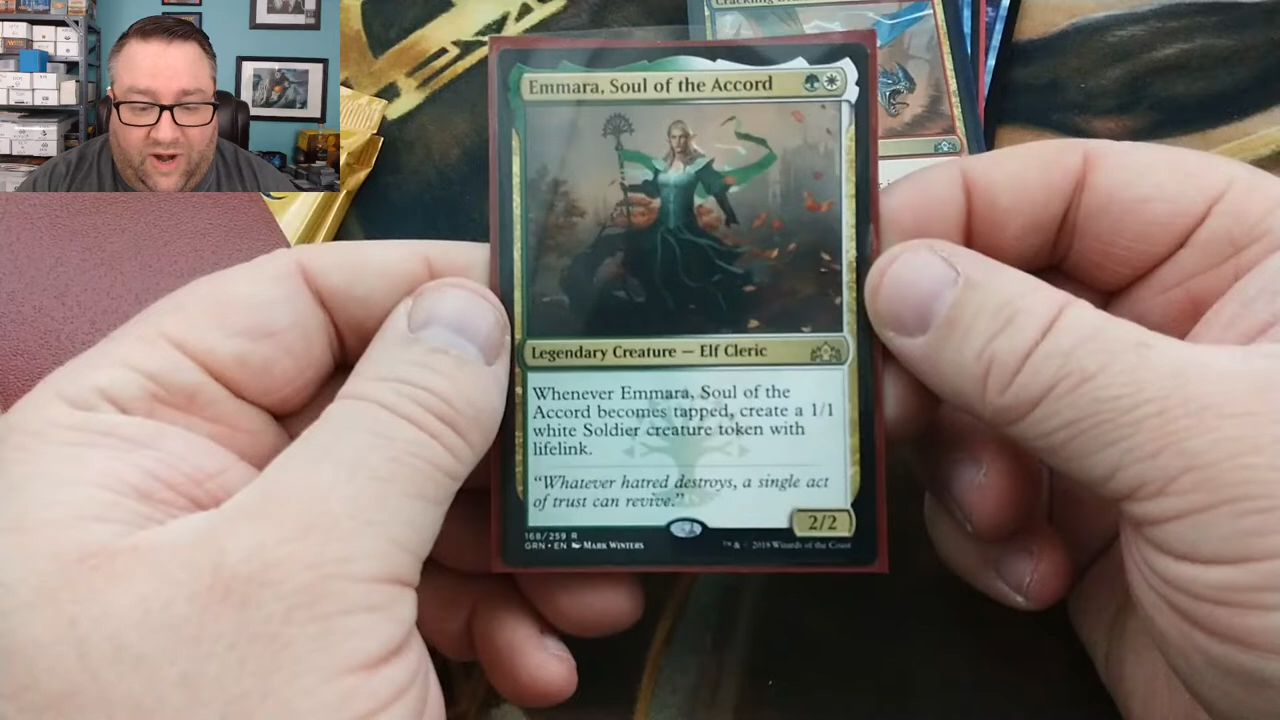 Crackling Drake
Emmara, Soul of the Accord
Legendary Creature — Elf Cleric
Whenever Emmara, Soul of the
Accord becomes tapped, create a 1/1
white Soldier creature token with
lifelink.
“Whatever hatred destroys, a single act
of trust can revive.”
2/2
168/259 R
GRN • EN MARK WINTERS
™ & © 2018 Wizards of the Coast